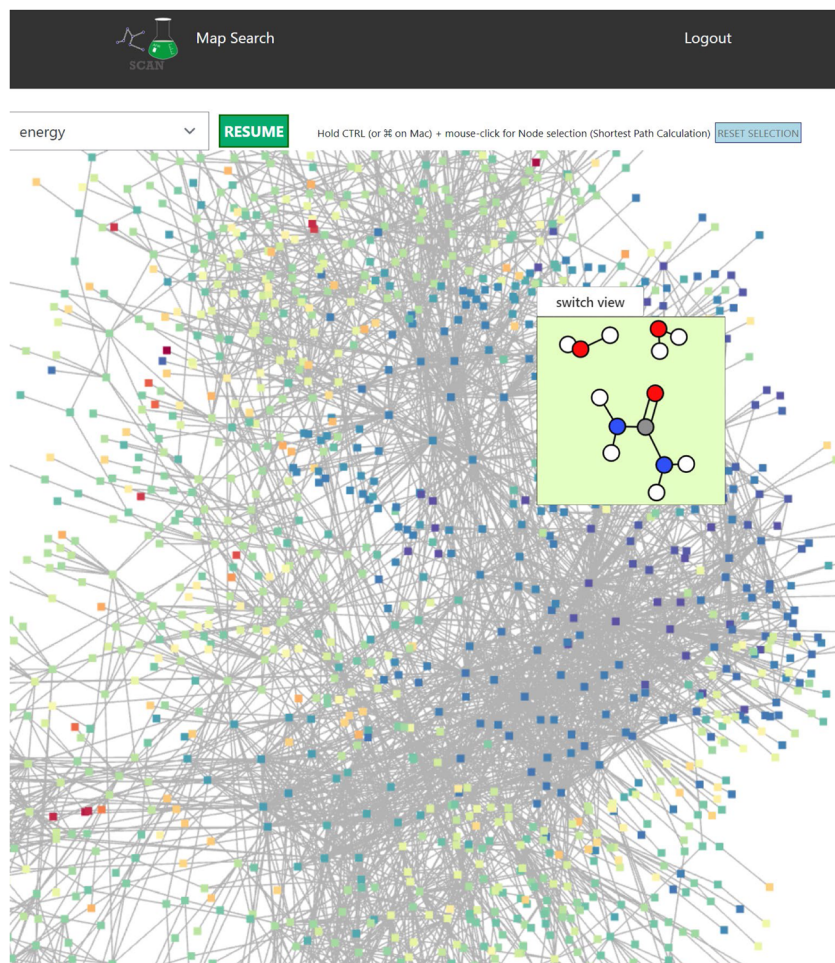 Map Search
Logout
SCAN
energy
RESUME
Hold CTRL (or ⌘ on Mac) + mouse-click for Node selection (Shortest Path Calculation)
RESET SELECTION
switch view